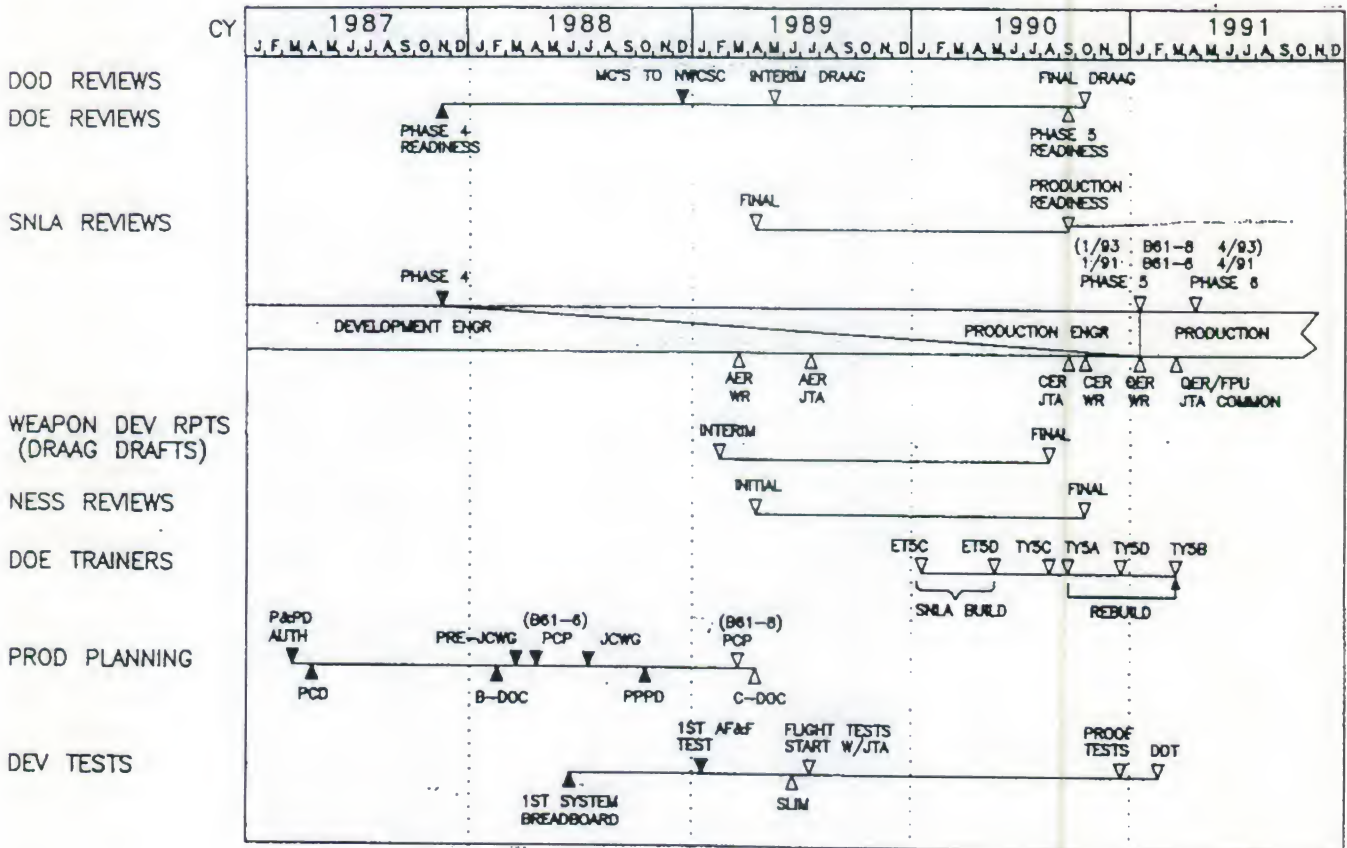 CY 1987 1988 1989 1990 1991
J F M A M J J A S O N D J F M A M J J A S O N D J F M A M J J A S O N D J F M A M J J A S O N D J F M A M J J A S O N D
DOD REVIEWS
MC'S TO NWCSC INTERIM DRAAG FINAL DRAAG
DOE REVIEWS
PHASE 4 PHASE 5
READINESS READINESS
SNLA REVIEWS
FINAL
PRODUCTION
READINESS
(1/93 B61-8 4/93)
1/91 B61-6 4/91
PHASE 4 PHASE 5 PHASE 6
DEVELOPMENT ENGR PRODUCTION ENGR PRODUCTION
AER AER CER CER QER QER/FPU
WR JTA JTA WR WR JTA COMMON
WEAPON DEV RPTS
(DRAAG DRAFTS)
INTERIM FINAL
NESS REVIEWS
INITIAL FINAL
DOE TRAINERS
ET5C ET5D TY5C TY5A TY5D TY5B
SNLA BUILD REBUILD
PROD PLANNING
P&PD
AUTH
(B61-6) (B61-8)
PRE-JCWG PCP JCWG PCP
PCD B-DOC PPPD C-DOC
DEV TESTS
1ST AF&F FLIGHT TESTS PROOF
TEST START W/JTA TESTS DDT
1ST SYSTEM SLIM
BREADBOARD